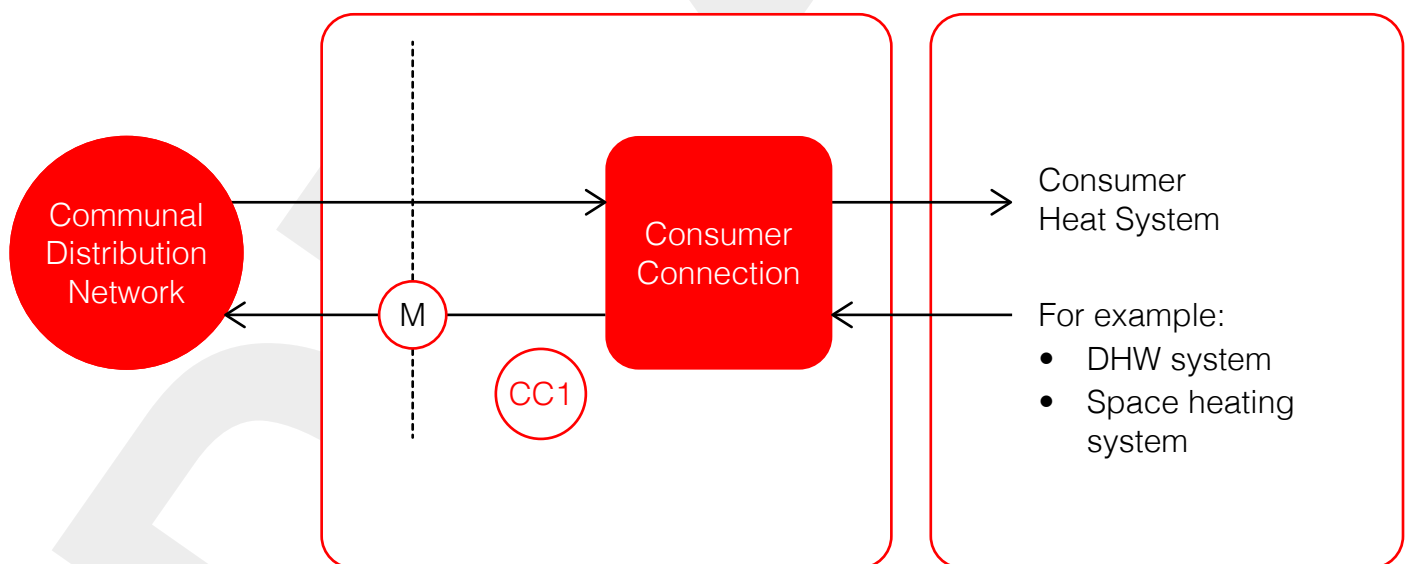 Communal
Distribution
Network
M
CC1
Consumer
Connection
Consumer
Heat System
For example:
• DHW system
• Space heating
system